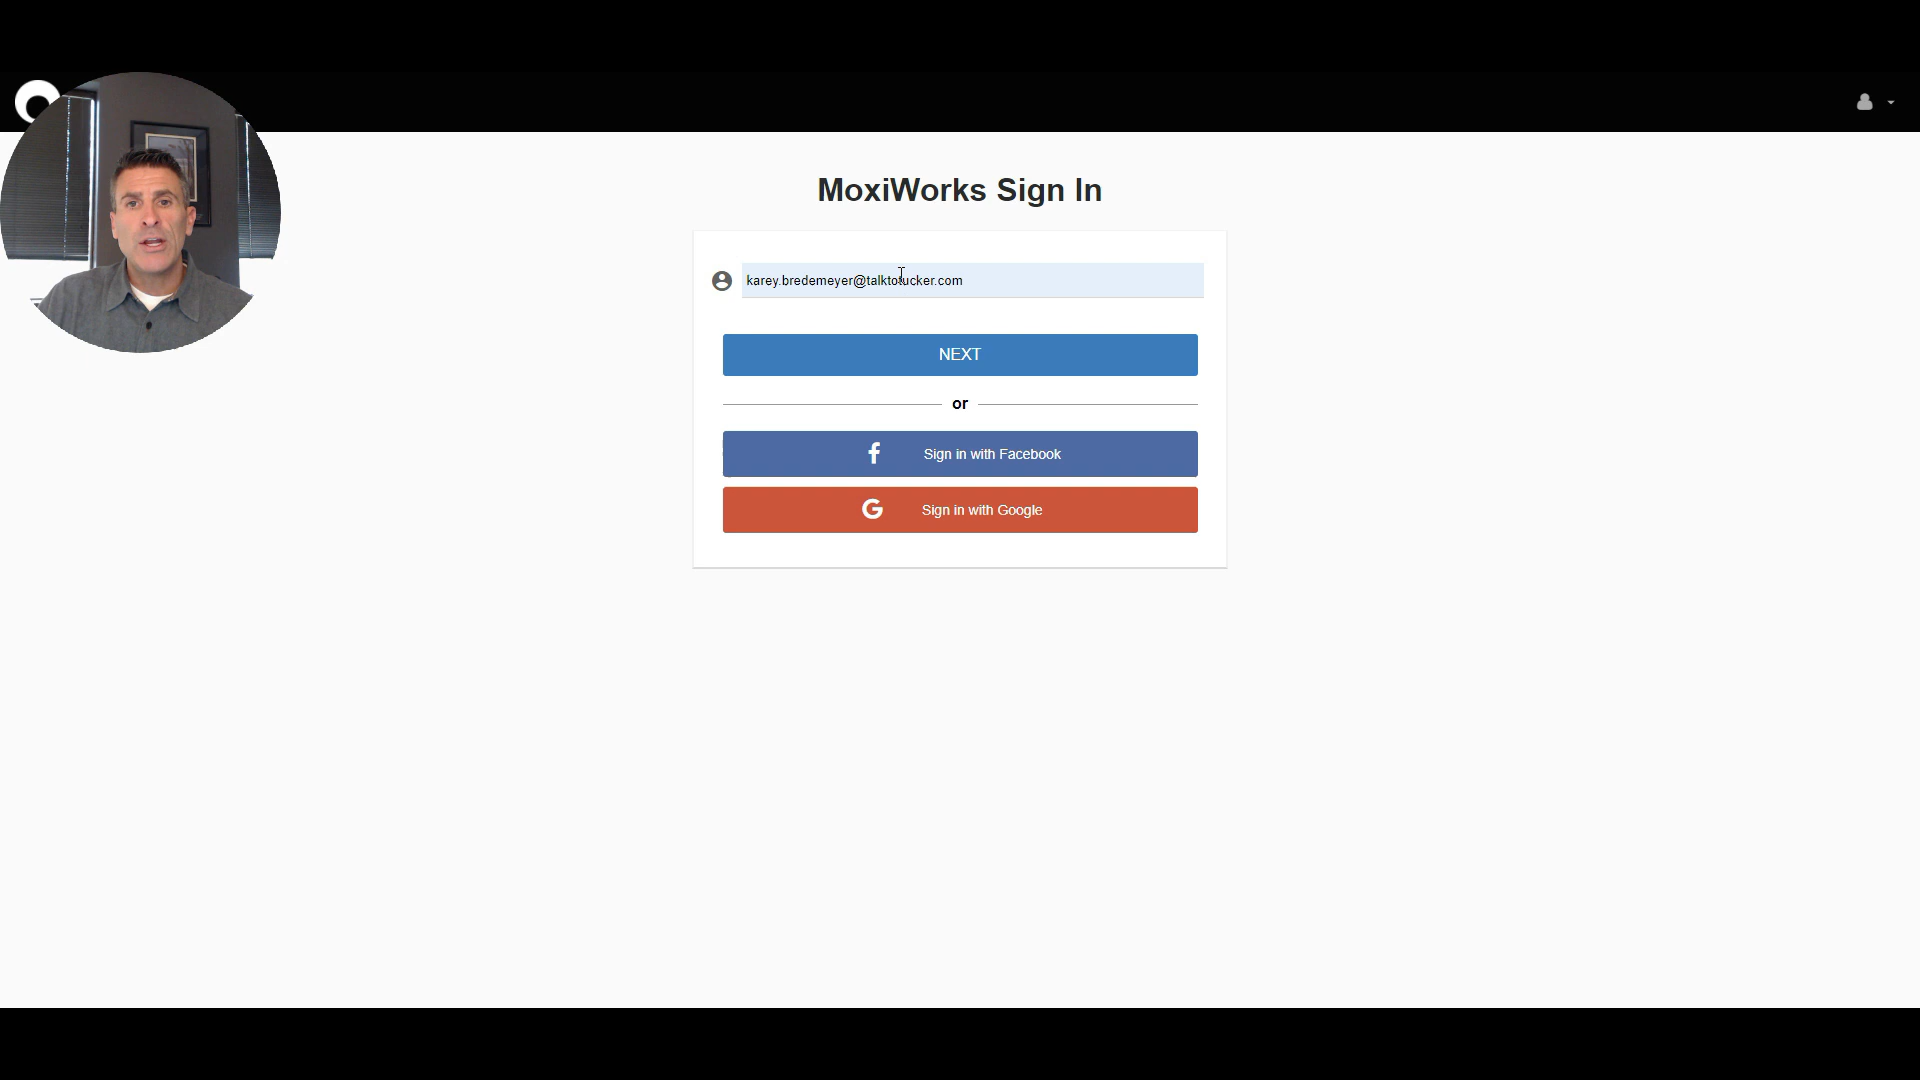 MoxiWorks Sign In
karey.bredemeyer@talktotucker.com
NEXT
or
Sign in with Facebook
Sign in with Google